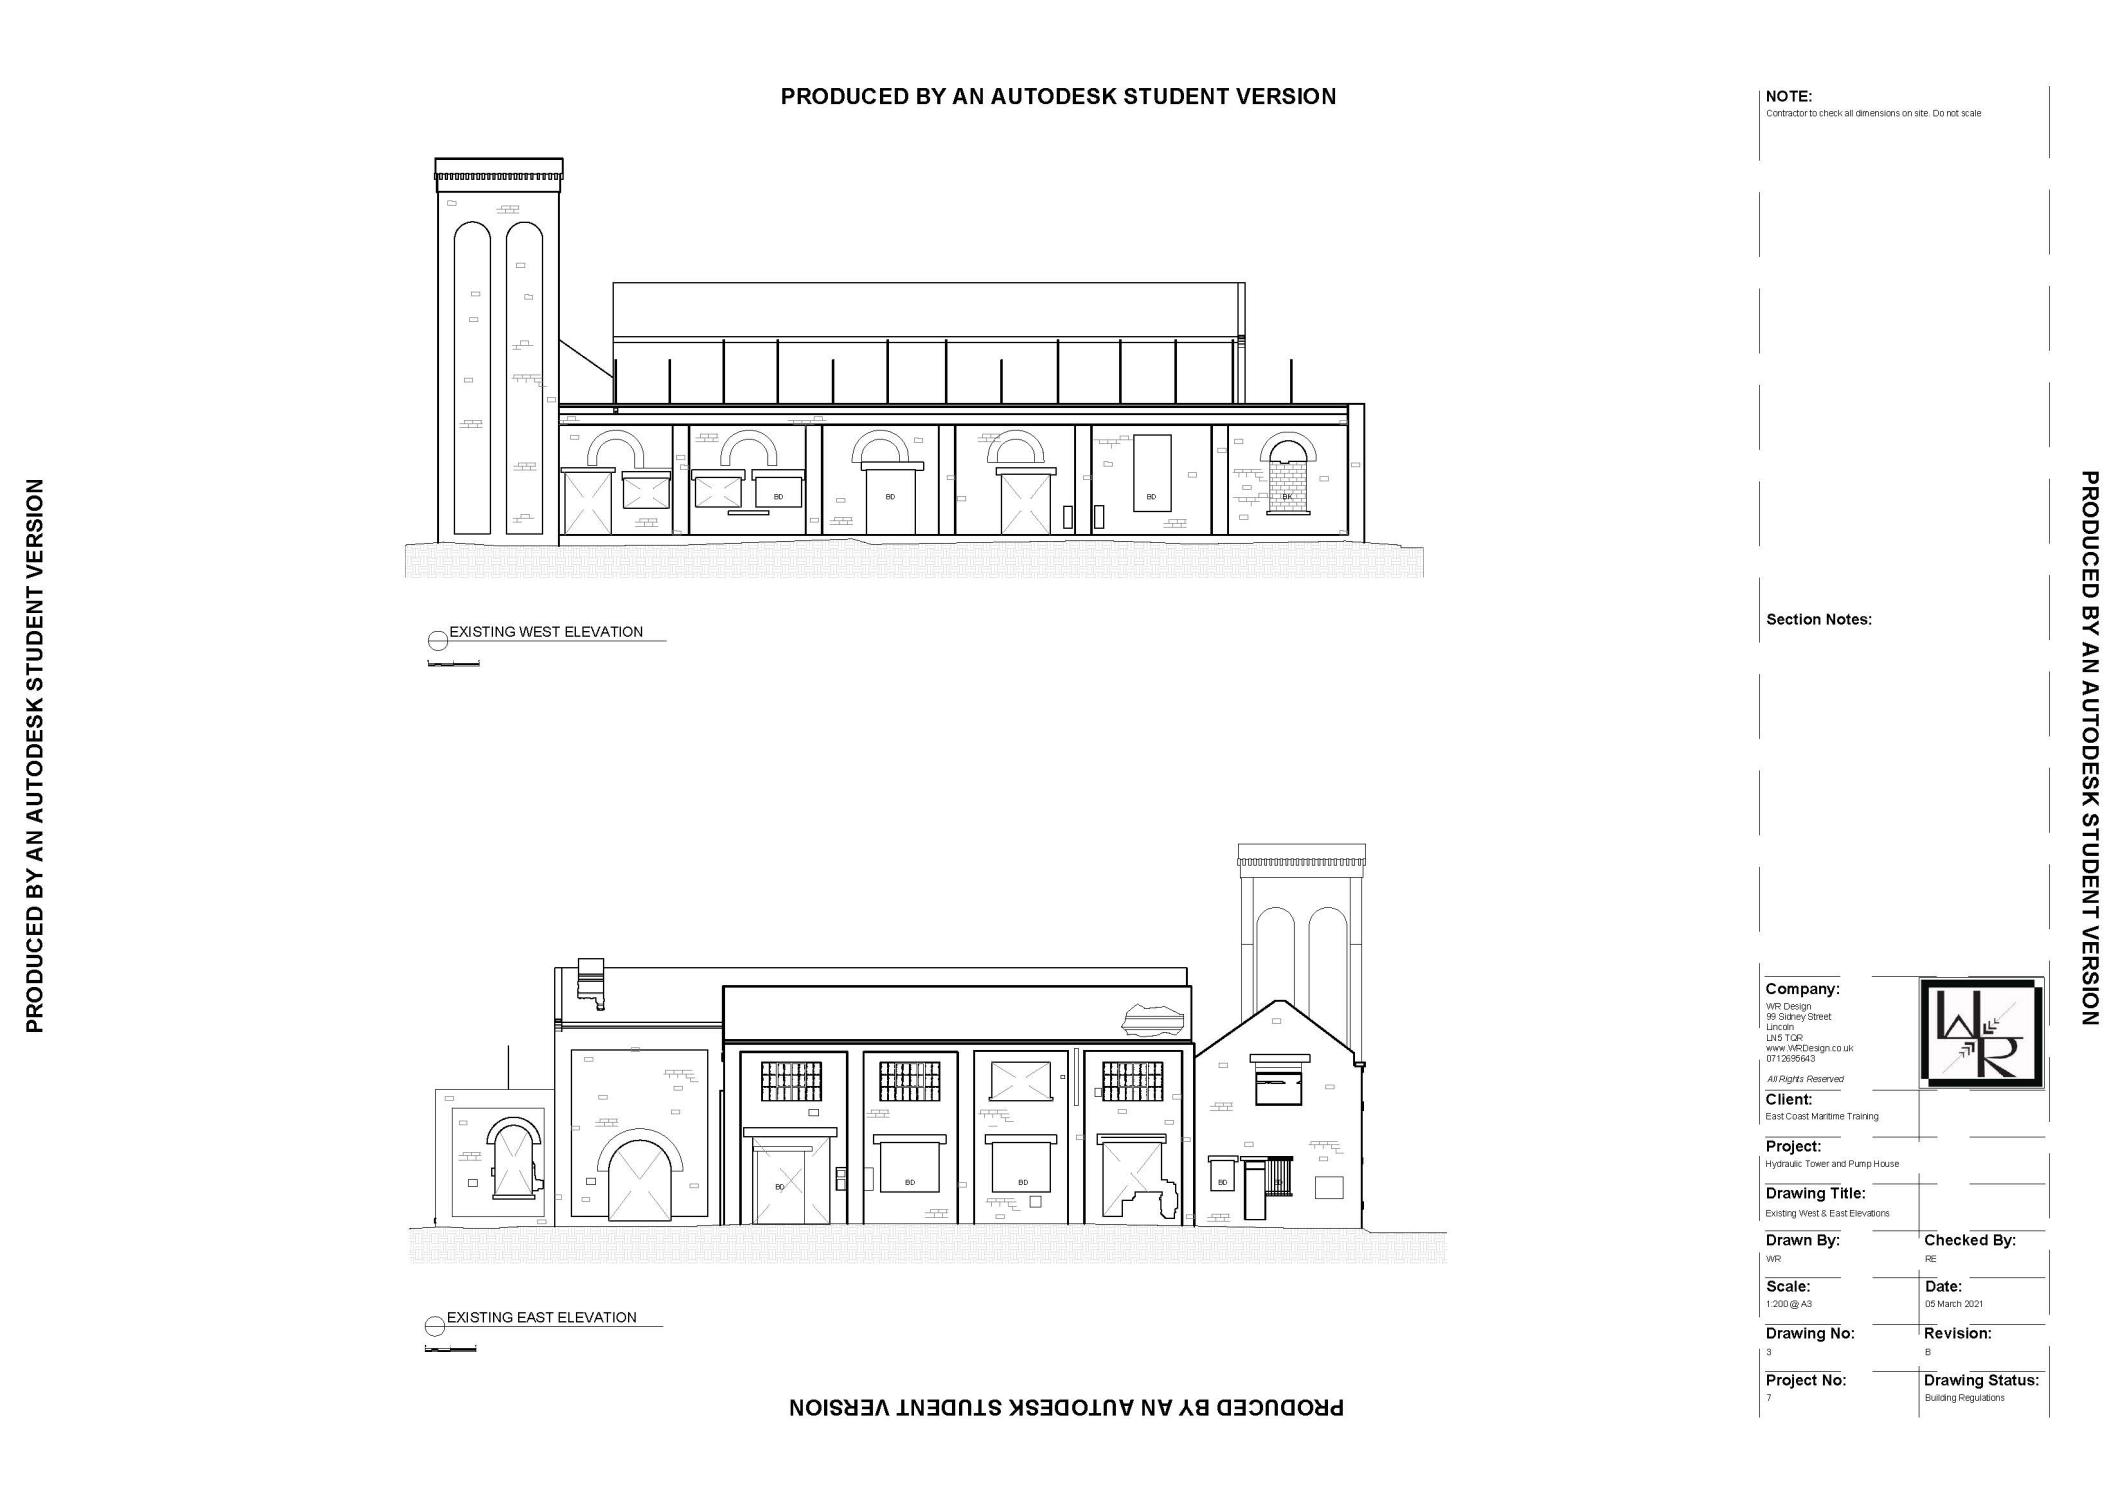 PRODUCED BY AN AUTODESK STUDENT VERSION
PRODUCED BY AN AUTODESK STUDENT VERSION
BD
BD
BD
BK
EXISTING WEST ELEVATION
BD
BD
BD
BD
BD
EXISTING EAST ELEVATION
PRODUCED BY AN AUTODESK STUDENT VERSION
NOTE:
Contractor to check all dimensions on site. Do not scale
Section Notes:
Company:
WR Design
99 Sidney Street
Lincoln
LN5 TQR
www.WRDesign.co.uk
0712695643
All Rights Reserved
WR
Client:
East Coast Maritime Training
Project:
Hydraulic Tower and Pump House
Drawing Title:
Existing West & East Elevations
Drawn By:
WR
Checked By:
RE
Scale:
1:200 @ A3
Date:
05 March 2021
Drawing No:
3
Revision:
B
Project No:
7
Drawing Status:
Building Regulations
PRODUCED BY AN AUTODESK STUDENT VERSION